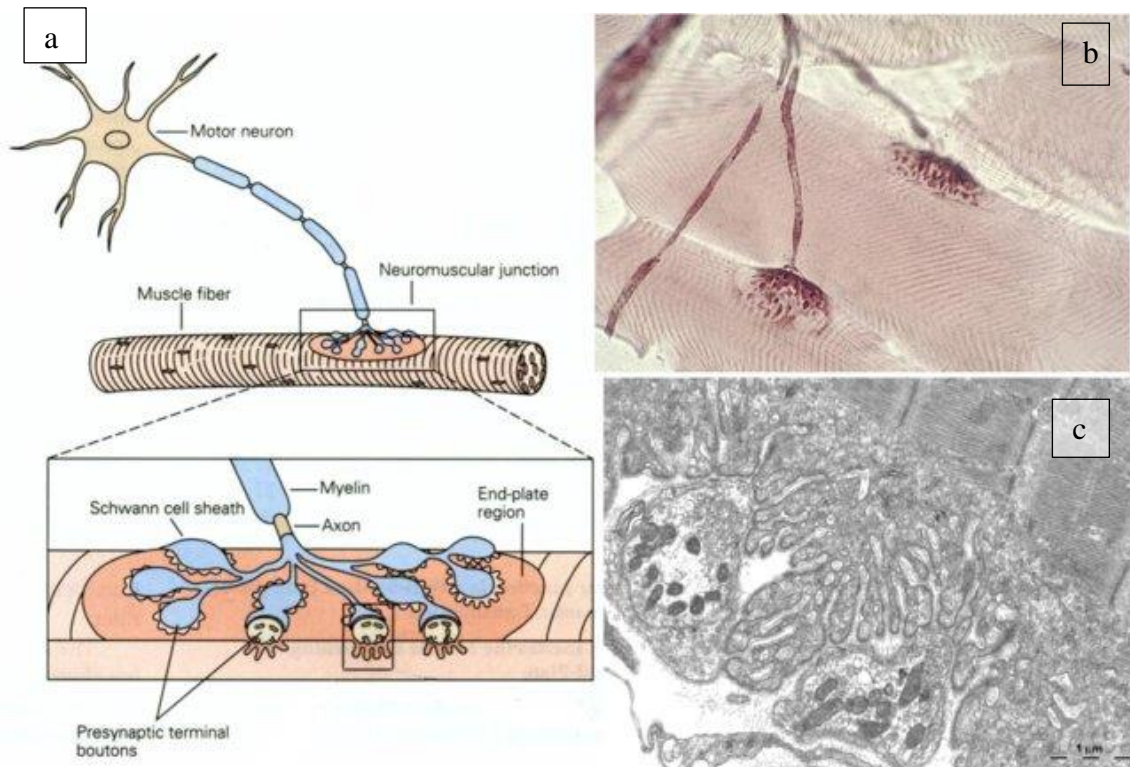 a
Motor neuron
Neuromuscular junction
Muscle fiber
Myelin
Schwann cell sheath
Axon
End-plate
region
Presynaptic terminal
boutons
b
c
1 μm